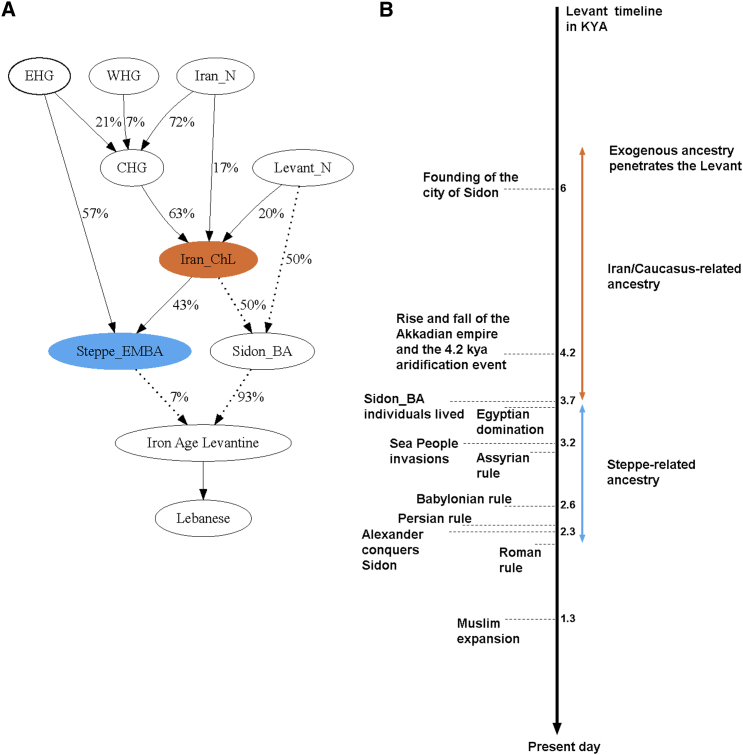 A
EHG
WHG
Iran_N
21%
7%
72%
CHG
17%
Levant_N
57%
63%
20%
Iran_ChL
50%
43%
50%
Steppe_EMBA
Sidon_BA
7%
93%
Iron Age Levantine
Lebanese
B
Levant timeline
in KYA
Exogenous ancestry
penetrates the Levant
Founding of the
city of Sidon
6
Iran/Caucasus-related
ancestry
Rise and fall of the
Akkadian empire
and the 4.2 kya
aridification event
4.2
Sidon_BA
individuals lived
3.7
Egyptian
domination
Sea People
invasions
3.2
Assyrian
rule
Steppe-related
ancestry
Babylonian rule
2.6
Persian rule
Alexander
conquers
Sidon
2.3
Roman
rule
Muslim
expansion
1.3
Present day